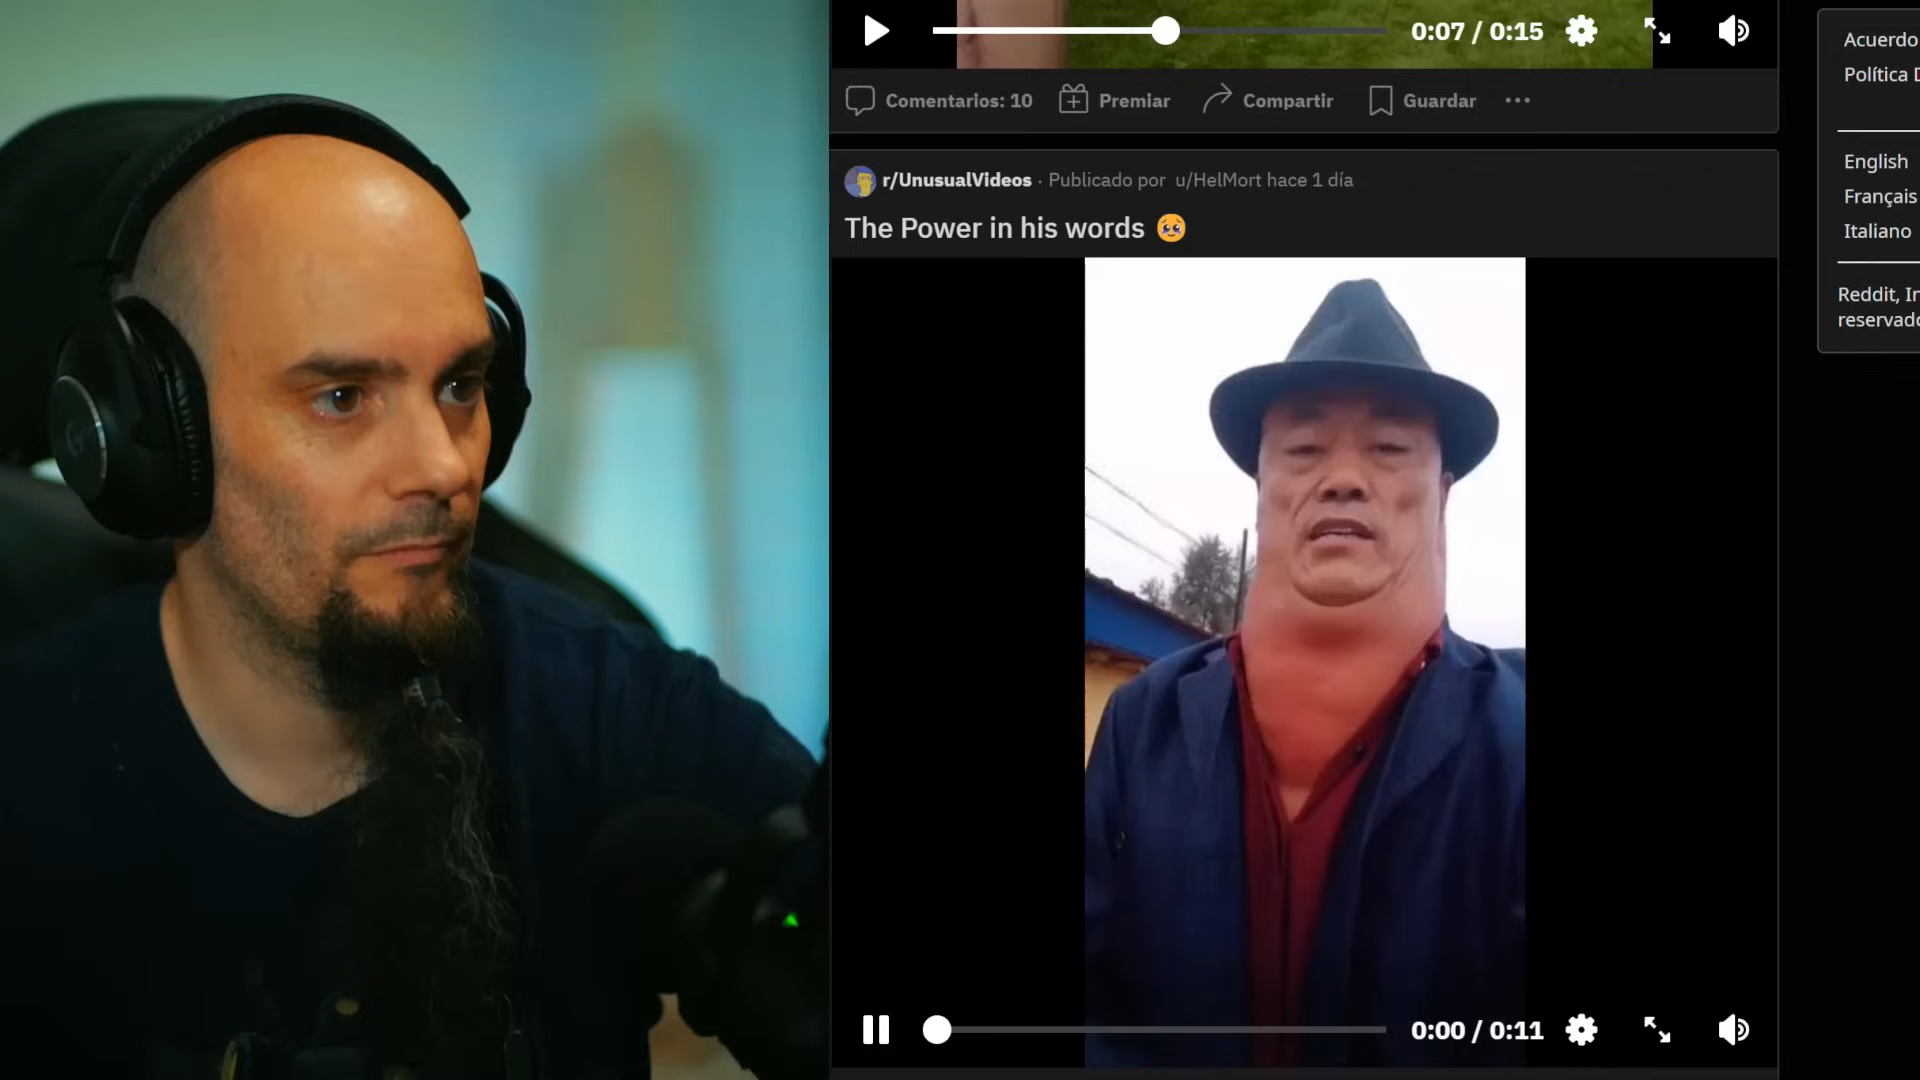 0:07 / 0:15
Comentarios: 10 Premiar Compartir Guardar
r/UnusualVideos · Publicado por u/HelMort hace 1 día
The Power in his words 🥹
0:00 / 0:11
Acuerdo
Política
English
Français
Italiano
Reddit,